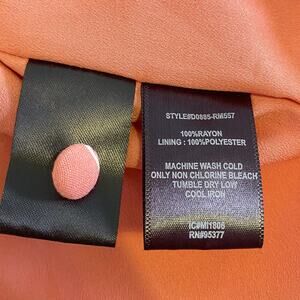 STYLE#D0885-RM557
100%RAYON
LINING : 100%POLYESTER
MACHINE WASH COLD
ONLY NON CHLORINE BLEACH
TUMBLE DRY LOW
COOL IRON
IC#MI1806
RN#95377